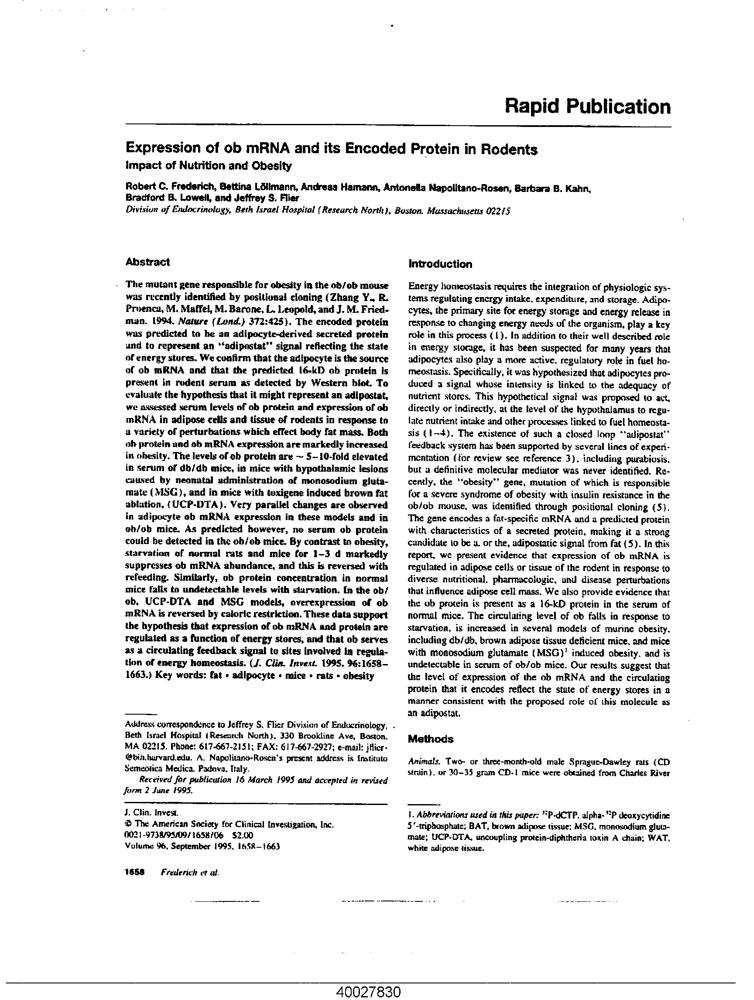 Rapid Publication
Expression of ob mRNA and its Encoded Protein in Rodents
Impact of Nutrition and Obesity
Robert C. Frederich, Bettina Löllmann, Andreas Hamann, Antonella Napolitano-Rosen, Barbara B. Kahn,
Bradford B. Lowell, and Jeffrey S. Flier
Division of Endocrinology, Beth Israel Hospital (Research North), Boston, Massachusetts 02215
Abstract
The mutant gene responsible for obesity in the ob/ob mouse
was recently identified by positional cloning (Zhang Y., R.
Proenca, M. Maffel, M. Barone, L. Leopold, and J. M. Fried-
man. 1994. Nature (Lond.) 372:425). The encoded protein
was predicted to be an adipocyte-derived secreted protein
and to represent an "adipostat" signal reflecting the state
of energy stores. We confirm that the adipocyte is the source
of ob mRNA and that the predicted 16-kD ob protein is
present in rodent serum as detected by Western blot. To
evaluate the hypothesis that it might represent an adipostat,
we assessed serum levels of ob protein and expression of ob
mRNA in adipose cells and tissue of rodents in response to
a variety of perturbations which effect body fat mass. Both
ob protein and ob mRNA expression are markedly increased
in obesity. The levels of ob protein are ~ 5-10-fold elevated
in serum of db/db mice, in mice with hypothalamic lesions
caused by neonatal administration of monosodium gluta-
mate (MSG), and in mice with toxigene induced brown fat
ablation, (UCP-DTA). Very parallel changes are observed
in adipocyte ob mRNA expression in these models and in
ob/ob mice. As predicted however, no serum ob protein
could be detected in the ob/ob mice. By contrast to obesity,
starvation of normal rats and mice for 1-3 d markedly
suppresses ob mRNA abundance, and this is reversed with
refeeding. Similarly, ob protein concentration in normal
mice falls to undetectable levels with starvation. In the ob/
ob, UCP-DTA and MSG models, overexpression of ob
mRNA is reversed by caloric restriction. These data support
the hypothesis that expression of ob mRNA and protein are
regulated as a function of energy stores, and that ob serves
as a circulating feedback signal to sites involved in regula-
tion of energy homeostasis. (J. Clin. Invest. 1995. 96:1658-
1663.) Key words: fat • adipocyte • mice • rats • obesity
Address correspondence to Jeffrey S. Flier Division of Endocrinology,
Beth Israel Hospital (Research North), 330 Brookline Ave, Boston,
MA 02215. Phone: 617-667-2151; FAX: 617-667-2927; e-mail: jflier-
@bih.harvard.edu. A. Napolitano-Rosen's present address is Instituto
Semeotica Medica, Padova, Italy.
Received for publication 16 March 1995 and accepted in revised
form 2 June 1995.
J. Clin. Invest.
© The American Society for Clinical Investigation, Inc.
0021-9738/95/09/1658/06 $2.00
Volume 96, September 1995, 1658-1663
1658 Frederich et al.
Introduction
Energy homeostasis requires the integration of physiologic sys-
tems regulating energy intake, expenditure, and storage. Adipo-
cytes, the primary site for energy storage and energy release in
response to changing energy needs of the organism, play a key
role in this process (1). In addition to their well described role
in energy storage, it has been suspected for many years that
adipocytes also play a more active, regulatory role in fuel ho-
meostasis. Specifically, it was hypothesized that adipocytes pro-
duced a signal whose intensity is linked to the adequacy of
nutrient stores. This hypothetical signal was proposed to act,
directly or indirectly, at the level of the hypothalamus to regu-
late nutrient intake and other processes linked to fuel homeosta-
sis (1-4). The existence of such a closed loop "adipostat"
feedback system has been supported by several lines of experi-
mentation (for review see reference 3), including parabiosis,
but a definitive molecular mediator was never identified. Re-
cently, the "obesity" gene, mutation of which is responsible
for a severe syndrome of obesity with insulin resistance in the
ob/ob mouse, was identified through positional cloning (5).
The gene encodes a fat-specific mRNA and a predicted protein
with characteristics of a secreted protein, making it a strong
candidate to be a, or the, adipostatic signal from fat (5). In this
report, we present evidence that expression of ob mRNA is
regulated in adipose cells or tissue of the rodent in response to
diverse nutritional, pharmacologic, and disease perturbations
that influence adipose cell mass. We also provide evidence that
the ob protein is present as a 16-kD protein in the serum of
normal mice. The circulating level of ob falls in response to
starvation, is increased in several models of murine obesity,
including db/db, brown adipose tissue deficient mice, and mice
with monosodium glutamate (MSG)¹ induced obesity, and is
undetectable in serum of ob/ob mice. Our results suggest that
the level of expression of the ob mRNA and the circulating
protein that it encodes reflect the state of energy stores in a
manner consistent with the proposed role of this molecule as
an adipostat.
Methods
Animals. Two- or three-month-old male Sprague-Dawley rats (CD
strain), or 30-35 gram CD-1 mice were obtained from Charles River
1. Abbreviations used in this paper: ³²P-dCTP, alpha-³²P deoxycytidine
5'-triphosphate; BAT, brown adipose tissue; MSG, monosodium gluta-
mate; UCP-DTA, uncoupling protein-diphtheria toxin A chain; WAT,
white adipose tissue.
40027830